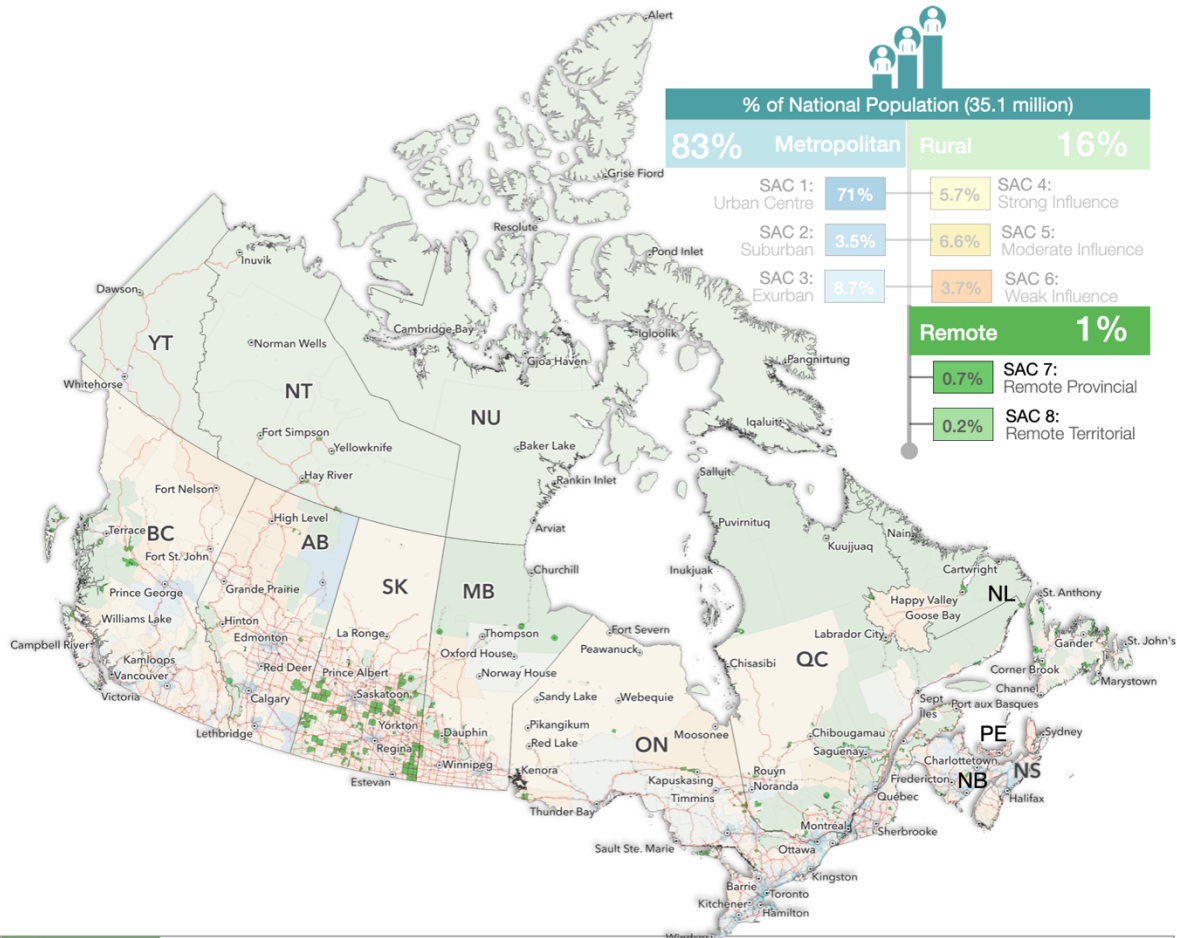 % of National Population (35.1 million)
83% Metropolitan
Rural 16%
SAC 1:
Urban Centre
71%
5.7%
SAC 4:
Strong Influence
SAC 2:
Suburban
3.5%
6.6%
SAC 5:
Moderate Influence
SAC 3:
Exurban
8.7%
3.7%
SAC 6:
Weak Influence
Remote 1%
0.7%
SAC 7:
Remote Provincial
0.2%
SAC 8:
Remote Territorial
Alert
Grise Fiord
Resolute
Pond Inlet
Inuvik
Dawson
Cambridge Bay
Igloolik
YT
Norman Wells
Gjoa Haven
Pangnirtung
Whitehorse
NT
NU
Iqaluit
Fort Simpson
Yellowknife
Baker Lake
Hay River
Rankin Inlet
Salluit
Fort Nelson
High Level
Arviat
Puvirnituq
Terrace
BC
AB
Kuujjuaq
Nain
Fort St. John
Churchill
Inukjuak
Cartwright
Prince George
Grande Prairie
SK
MB
Happy Valley
Goose Bay
NL
St. Anthony
Williams Lake
Hinton
La Ronge
Thompson
Fort Severn
Labrador City
Campbell River
Edmonton
Oxford House
Peawanuck
Gander
St. John's
Kamloops
Red Deer
Prince Albert
Norway House
Chisasibi
QC
Corner Brook
Vancouver
Marystown
Victoria
Calgary
Saskatoon
Sandy Lake
Webequie
Sept
Îles
Channel
Port aux Basques
Lethbridge
Yorkton
Dauphin
Pikangikum
Moosonee
Chibougamau
PE
Sydney
Regina
Red Lake
ON
Saguenay
Charlottetown
Estevan
Winnipeg
Kenora
Kapuskasing
Rouyn
Noranda
Fredericton
NB
NS
Thunder Bay
Timmins
Québec
Halifax
Montréal
Sherbrooke
Sault Ste. Marie
Ottawa
Kingston
Barrie
Toronto
Kitchener
Hamilton